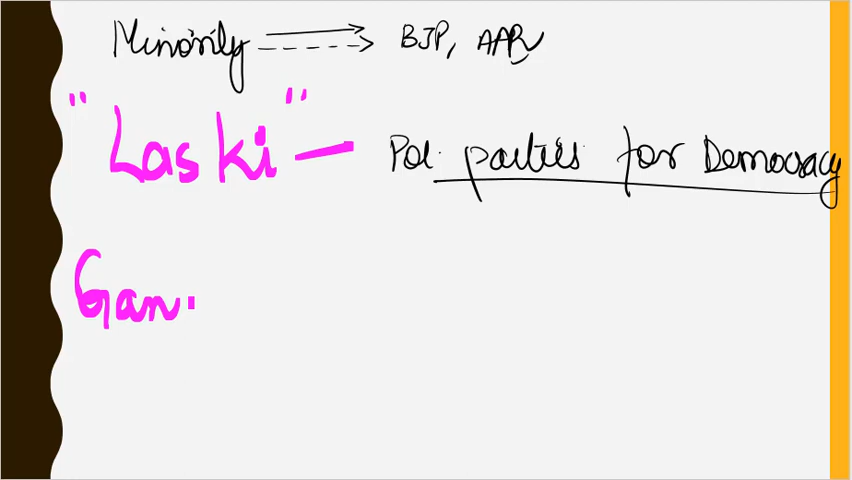 Minority BJP, AAP
"Laski" - Pol. parties for Democracy
Gan.